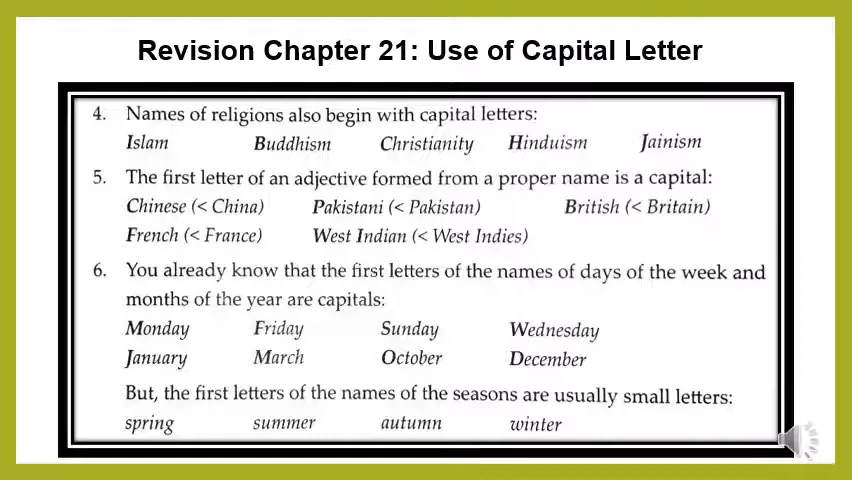 Revision Chapter 21: Use of Capital Letter
4. Names of religions also begin with capital letters:
Islam Buddhism Christianity Hinduism Jainism
5. The first letter of an adjective formed from a proper name is a capital:
Chinese (< China) Pakistani (< Pakistan) British (< Britain)
French (< France) West Indian (< West Indies)
6. You already know that the first letters of the names of days of the week and
months of the year are capitals:
Monday Friday Sunday Wednesday
January March October December
But, the first letters of the names of the seasons are usually small letters:
spring summer autumn winter